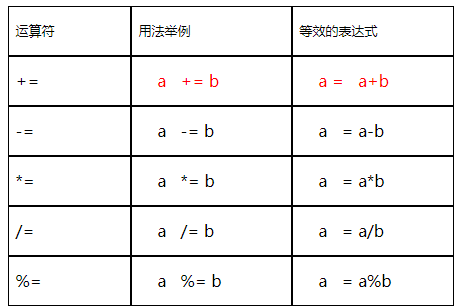 运算符 用法举例 等效的表达式
+= a += b a = a+b
-= a -= b a = a-b
*= a *= b a = a*b
/= a /= b a = a/b
%= a %= b a = a%b